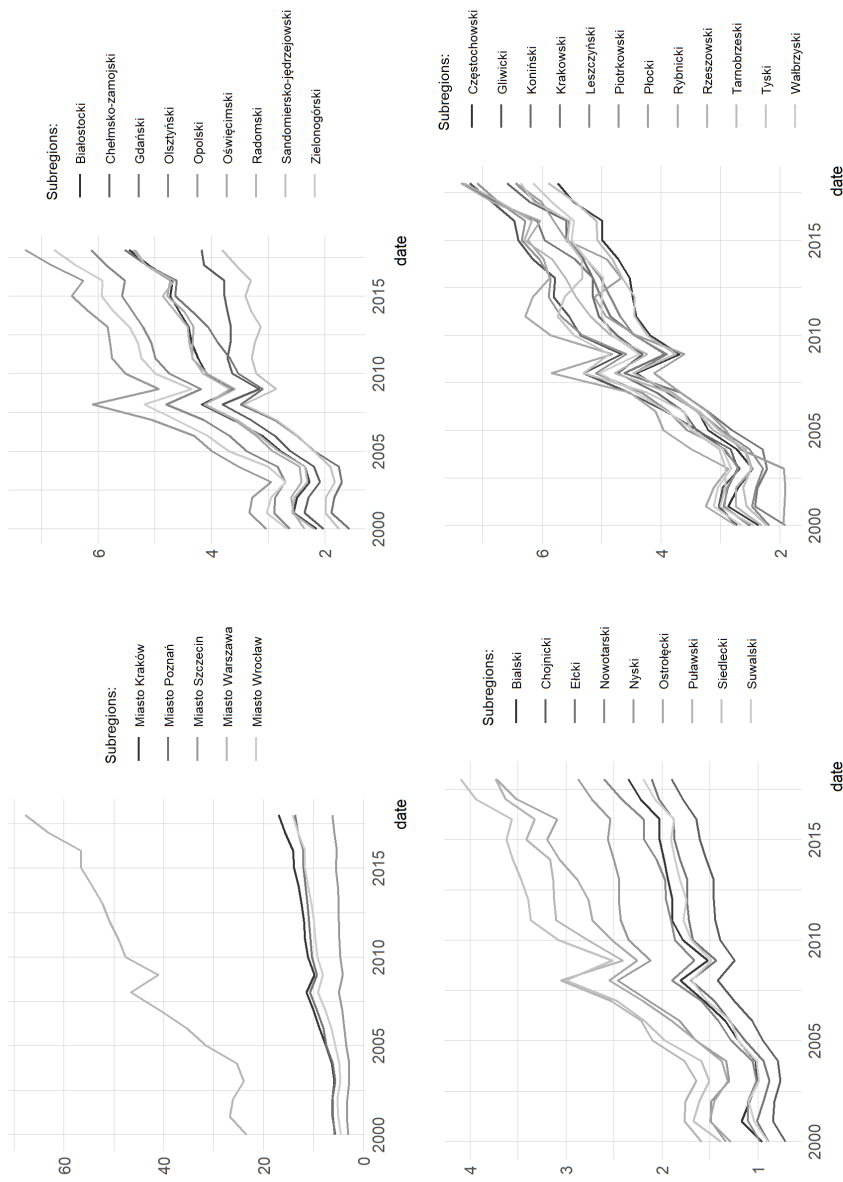 60
40
20
0
2000
2005
2010
2015
date
Subregions:
Miasto Kraków
Miasto Poznań
Miasto Szczecin
Miasto Warszawa
Miasto Wrocław
6
4
2
2000
2005
2010
2015
date
Subregions:
Białostocki
Chełmsko-zamojski
Gdański
Olsztyński
Opolski
Oświęcimski
Radomski
Sandomiersko-jędrzejowski
Zielonogórski
4
3
2
1
2000
2005
2010
2015
date
Subregions:
Bialski
Chojnicki
Ełcki
Nowotarski
Nyski
Ostrołęcki
Puławski
Siedlecki
Suwalski
6
4
2
2000
2005
2010
2015
date
Subregions:
Częstochowski
Gliwicki
Koniński
Krakowski
Leszczyński
Piotrkowski
Płocki
Rybnicki
Rzeszowski
Tarnobrzeski
Tyski
Wałbrzyski